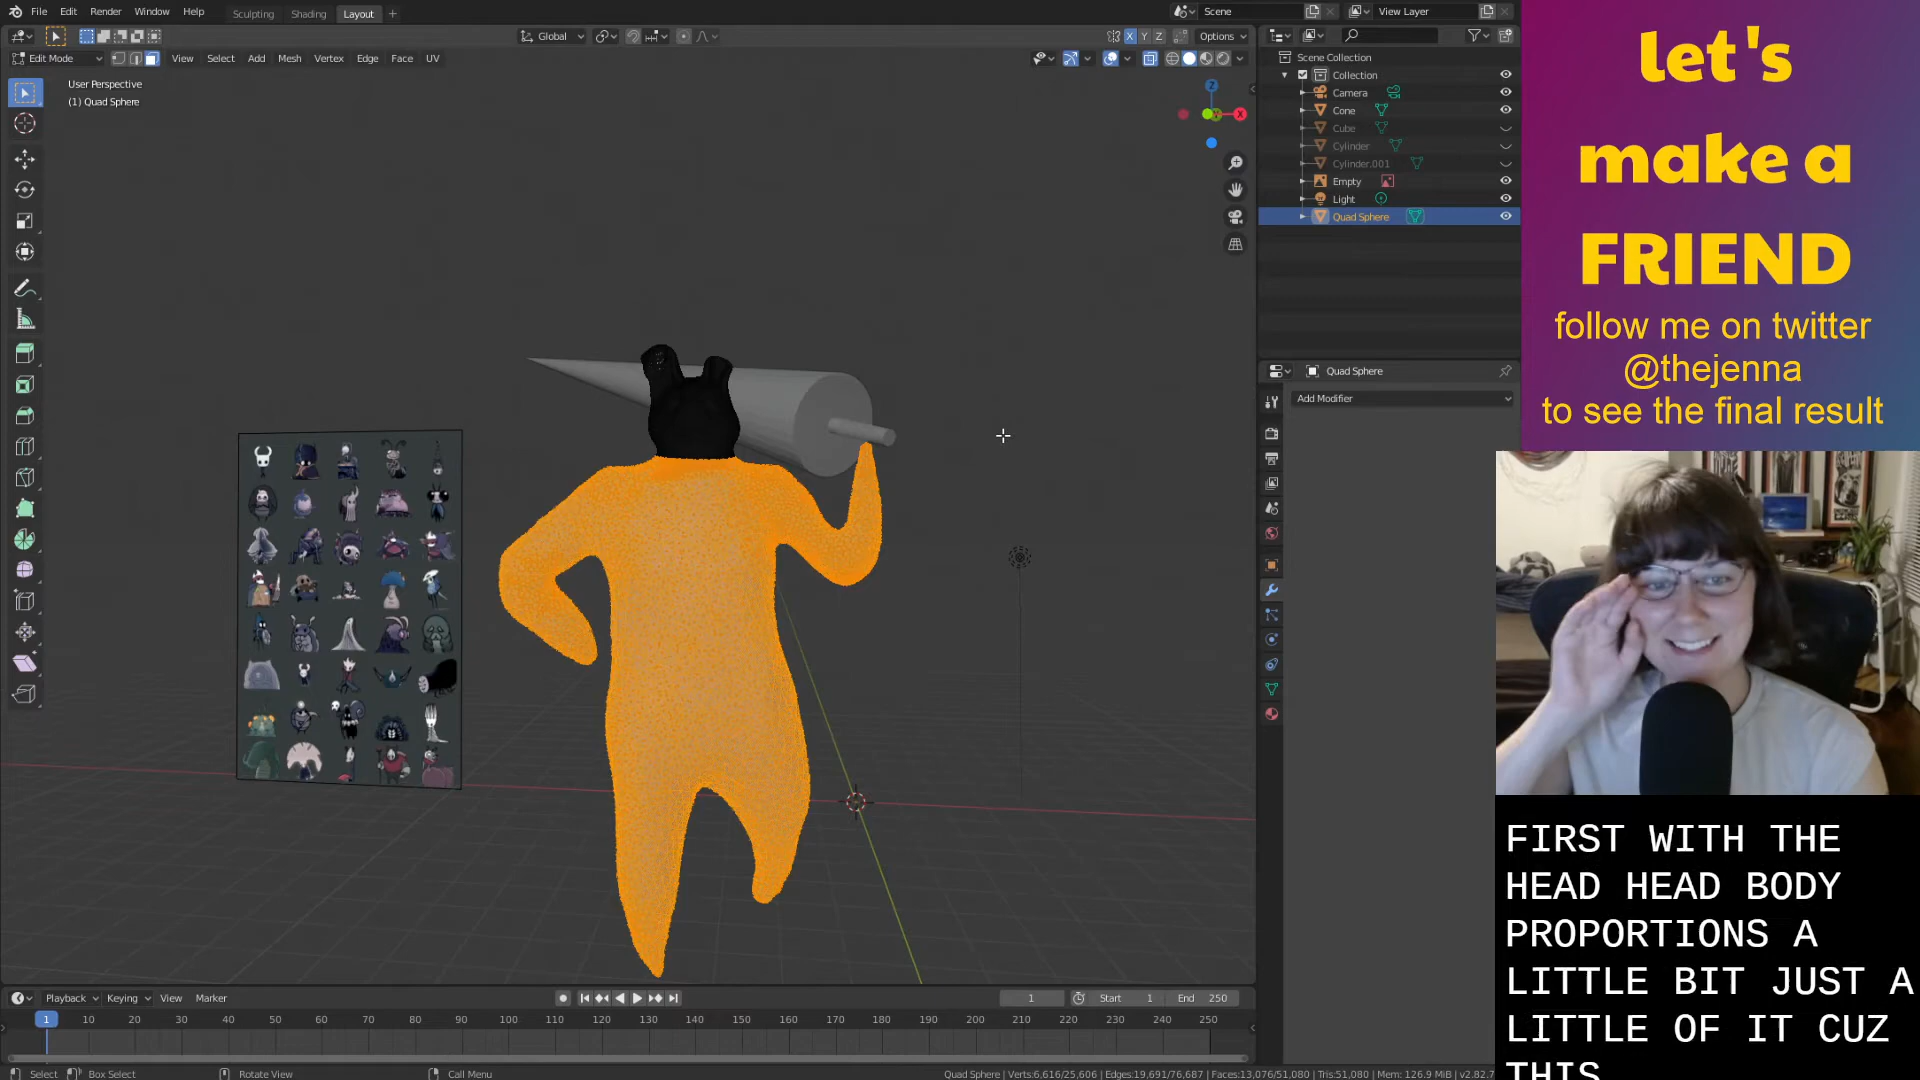 File Edit Render Window Help Sculpting Shading Layout + Scene View Layer
Global Options
Edit Mode View Select Add Mesh Vertex Edge Face UV X Y Z
User Perspective
(1) Quad Sphere
Z
X
Scene Collection
Collection
Camera
Cone
Cube
Cylinder
Cylinder.001
Empty
Light
Quad Sphere
Quad Sphere
Add Modifier
let's
make a
FRIEND
follow me on twitter
@thejenna
to see the final result
FIRST WITH THE
HEAD HEAD BODY
PROPORTIONS A
LITTLE BIT JUST A
LITTLE OF IT CUZ
THIS
Playback Keying View Marker 1 Start 1 End 250
1 10 20 30 40 50 60 70 80 90 100 110 120 130 140 150 160 170 180 190 200 210 220 230 240 250
Select Box Select Rotate View Call Menu Quad Sphere | Verts:6,616/25,606 | Edges:19,691/76,687 | Faces:13,076/51,080 | Tris:51,080 | Mem: 126.9 MiB | v2.82.7